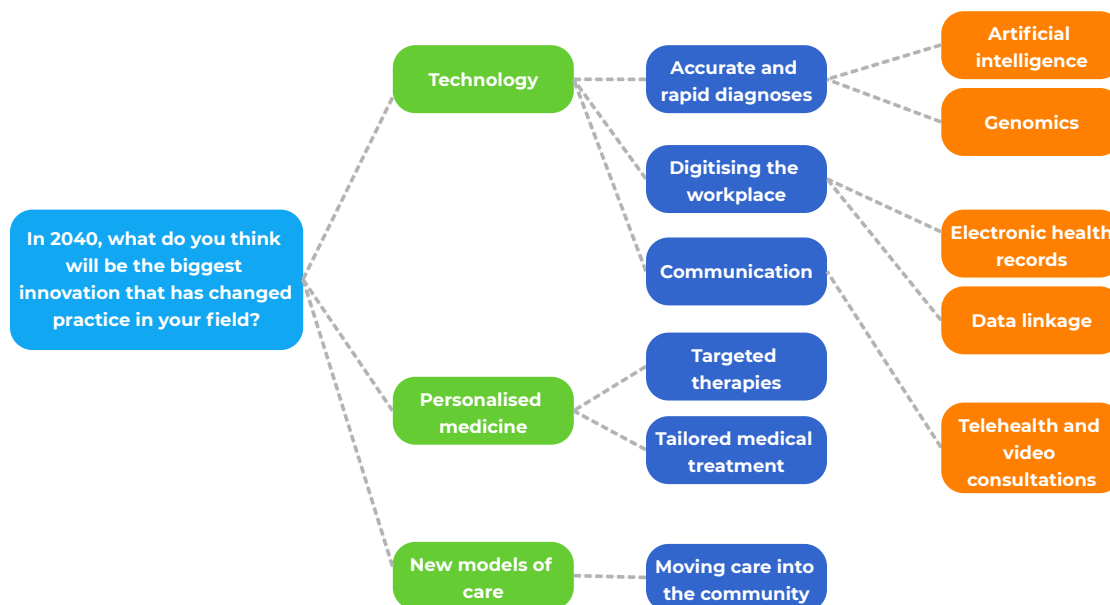 In 2040, what do you think
will be the biggest
innovation that has changed
practice in your field?
Technology
Personalised
medicine
New models of
care
Accurate and
rapid diagnoses
Digitising the
workplace
Communication
Targeted
therapies
Tailored medical
treatment
Moving care into
the community
Artificial
intelligence
Genomics
Electronic health
records
Data linkage
Telehealth and
video
consultations